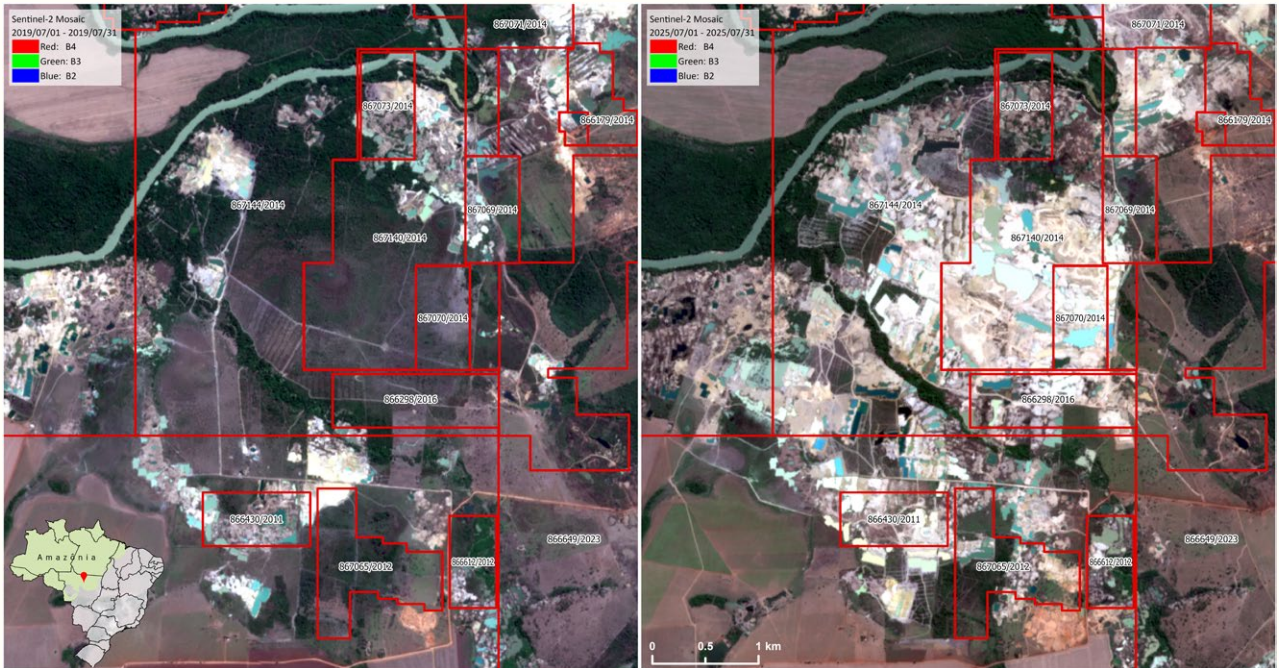 Sentinel-2 Mosaic
2019/07/01 - 2019/07/31
Red: B4
Green: B3
Blue: B2
867071/2014
867073/2014
866179/2014
867144/2014
867069/2014
867140/2014
867070/2014
866298/2016
866430/2011
867065/2012
866612/2012
866649/2023
Amazônia
Sentinel-2 Mosaic
2025/07/01 - 2025/07/31
Red: B4
Green: B3
Blue: B2
867071/2014
867073/2014
866179/2014
867144/2014
867069/2014
867140/2014
867070/2014
866298/2016
866430/2011
867065/2012
866612/2012
866649/2023
0 0.5 1 km